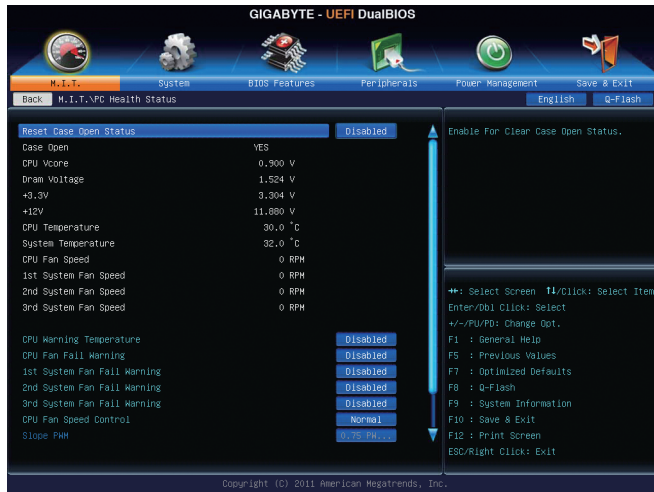 GIGABYTE - UEFI DualBIOS
M.I.T. System BIOS Features Peripherals Power Management Save & Exit
Back M.I.T.\PC Health Status English Q-Flash
Reset Case Open Status Disabled
Case Open YES
CPU Vcore 0.900 V
Dram Voltage 1.524 V
+3.3V 3.304 V
+12V 11.880 V
CPU Temperature 30.0 °C
System Temperature 32.0 °C
CPU Fan Speed 0 RPM
1st System Fan Speed 0 RPM
2nd System Fan Speed 0 RPM
3rd System Fan Speed 0 RPM
CPU Warning Temperature Disabled
CPU Fan Fail Warning Disabled
1st System Fan Fail Warning Disabled
2nd System Fan Fail Warning Disabled
3rd System Fan Fail Warning Disabled
CPU Fan Speed Control Normal
Slope PWM 0.75 PW...
Enable For Clear Case Open Status.
→←: Select Screen ↑↓/Click: Select Item
Enter/Dbl Click: Select
+/-/PU/PD: Change Opt.
F1 : General Help
F5 : Previous Values
F7 : Optimized Defaults
F8 : Q-Flash
F9 : System Information
F10 : Save & Exit
F12 : Print Screen
ESC/Right Click: Exit
Copyright (C) 2011 American Megatrends, Inc.